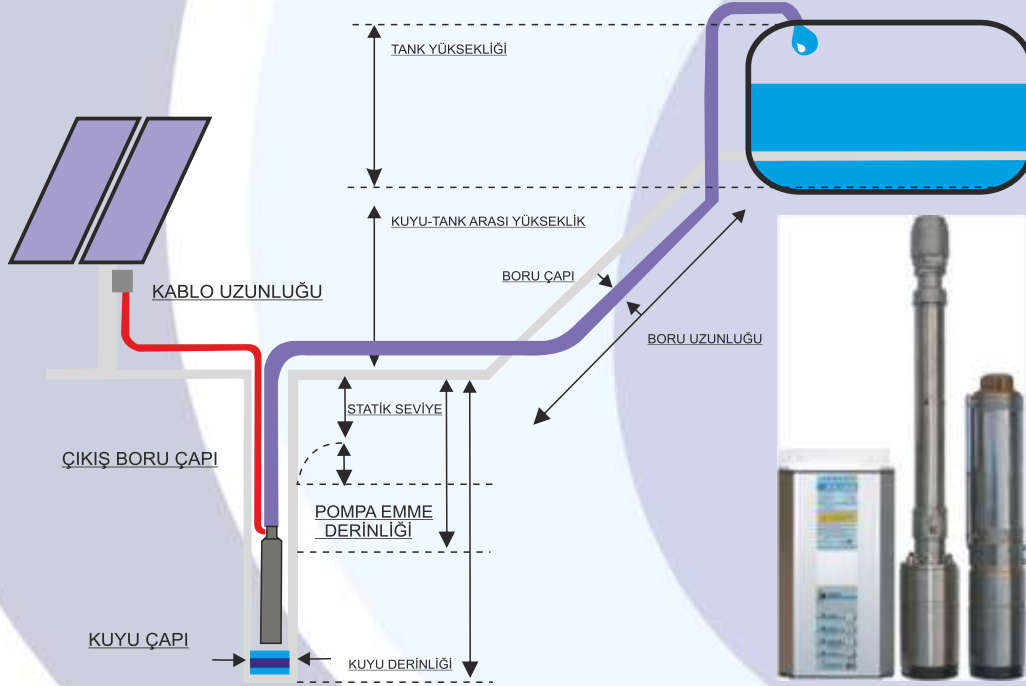 TANK YÜKSEKLİĞİ
KUYU-TANK ARASI YÜKSEKLİK
BORU ÇAPI
KABLO UZUNLUĞU
BORU UZUNLUĞU
STATİK SEVİYE
ÇIKIŞ BORU ÇAPI
POMPA EMME
DERİNLİĞİ
KUYU ÇAPI
KUYU DERİNLİĞİ